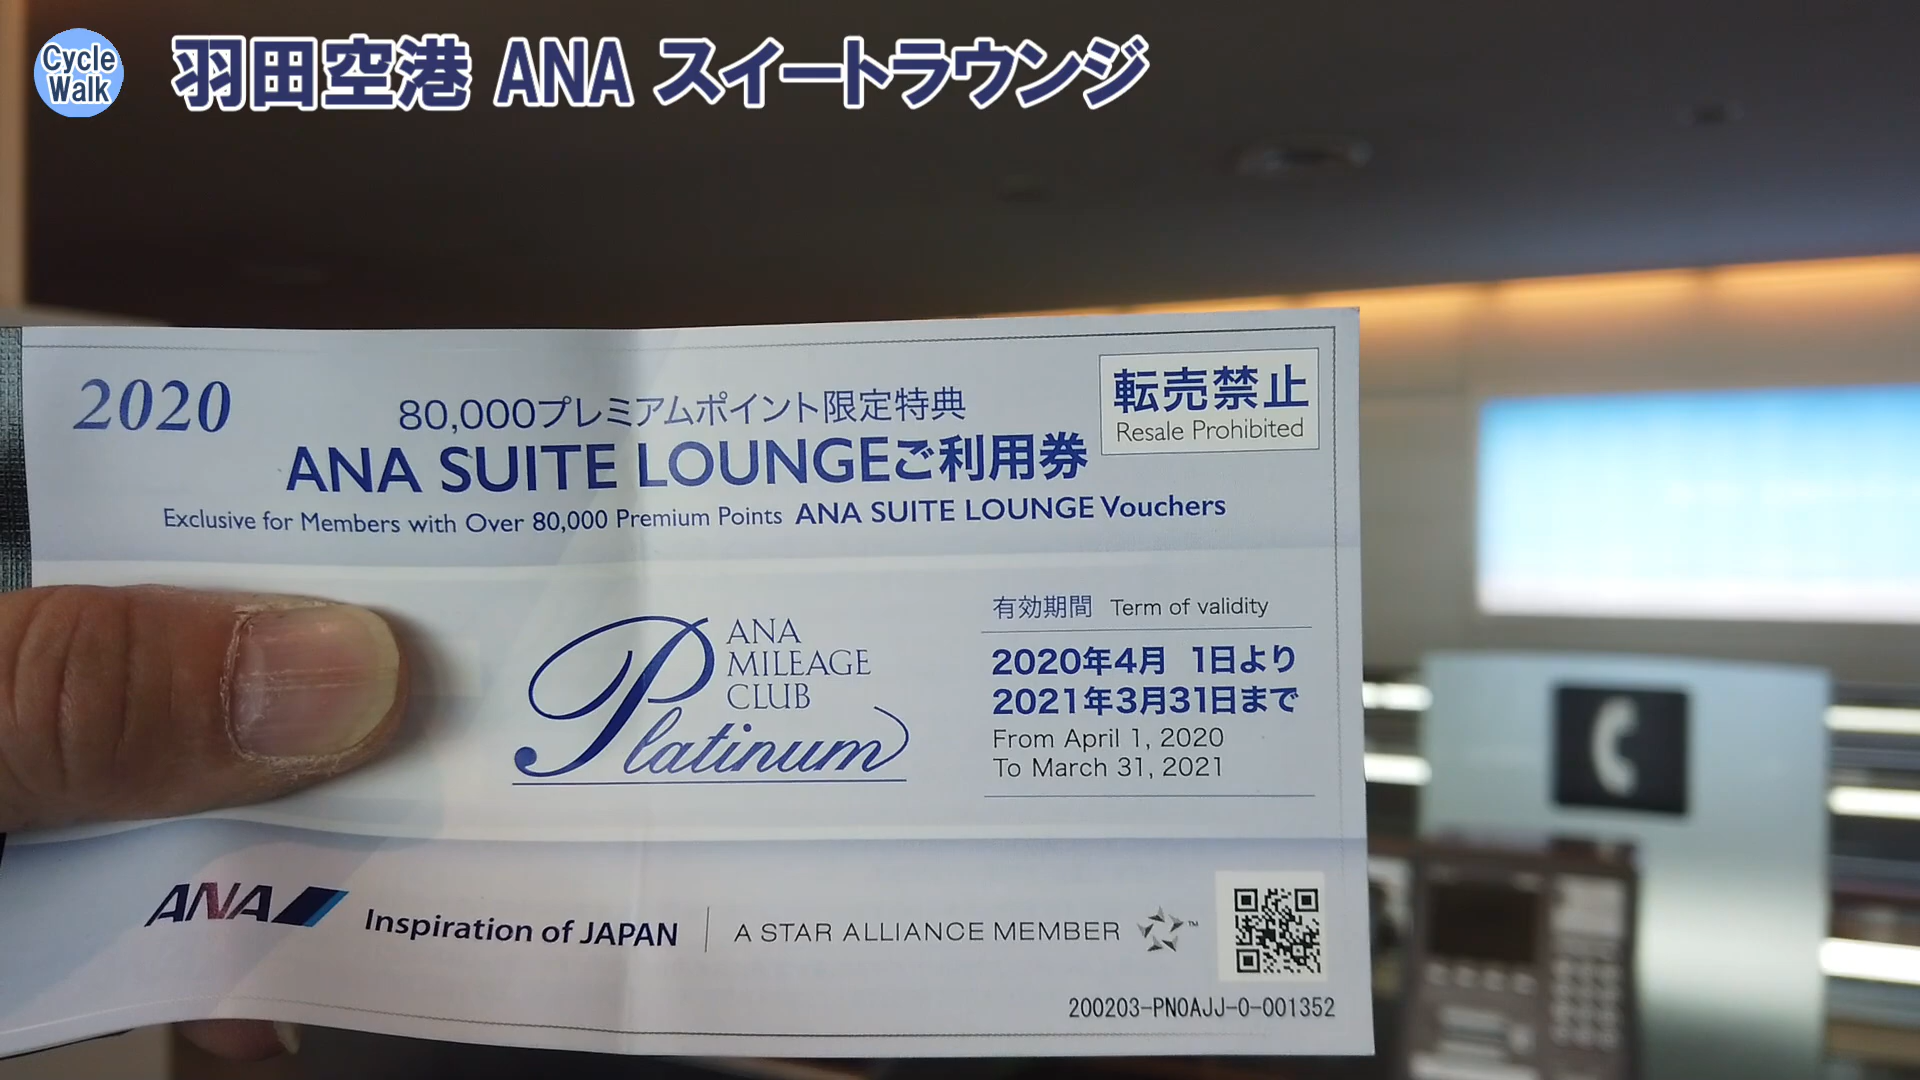 Cycle
Walk
羽田空港 ANA スイートラウンジ
2020
80,000プレミアムポイント限定特典
転売禁止
Resale Prohibited
ANA SUITE LOUNGEご利用券
Exclusive for Members with Over 80,000 Premium Points ANA SUITE LOUNGE Vouchers
ANA
MILEAGE
CLUB
Platinum
有効期間 Term of validity
2020年4月 1日より
2021年3月31日まで
From April 1, 2020
To March 31, 2021
ANA Inspiration of JAPAN A STAR ALLIANCE MEMBER
200203-PN0AJJ-0-001352